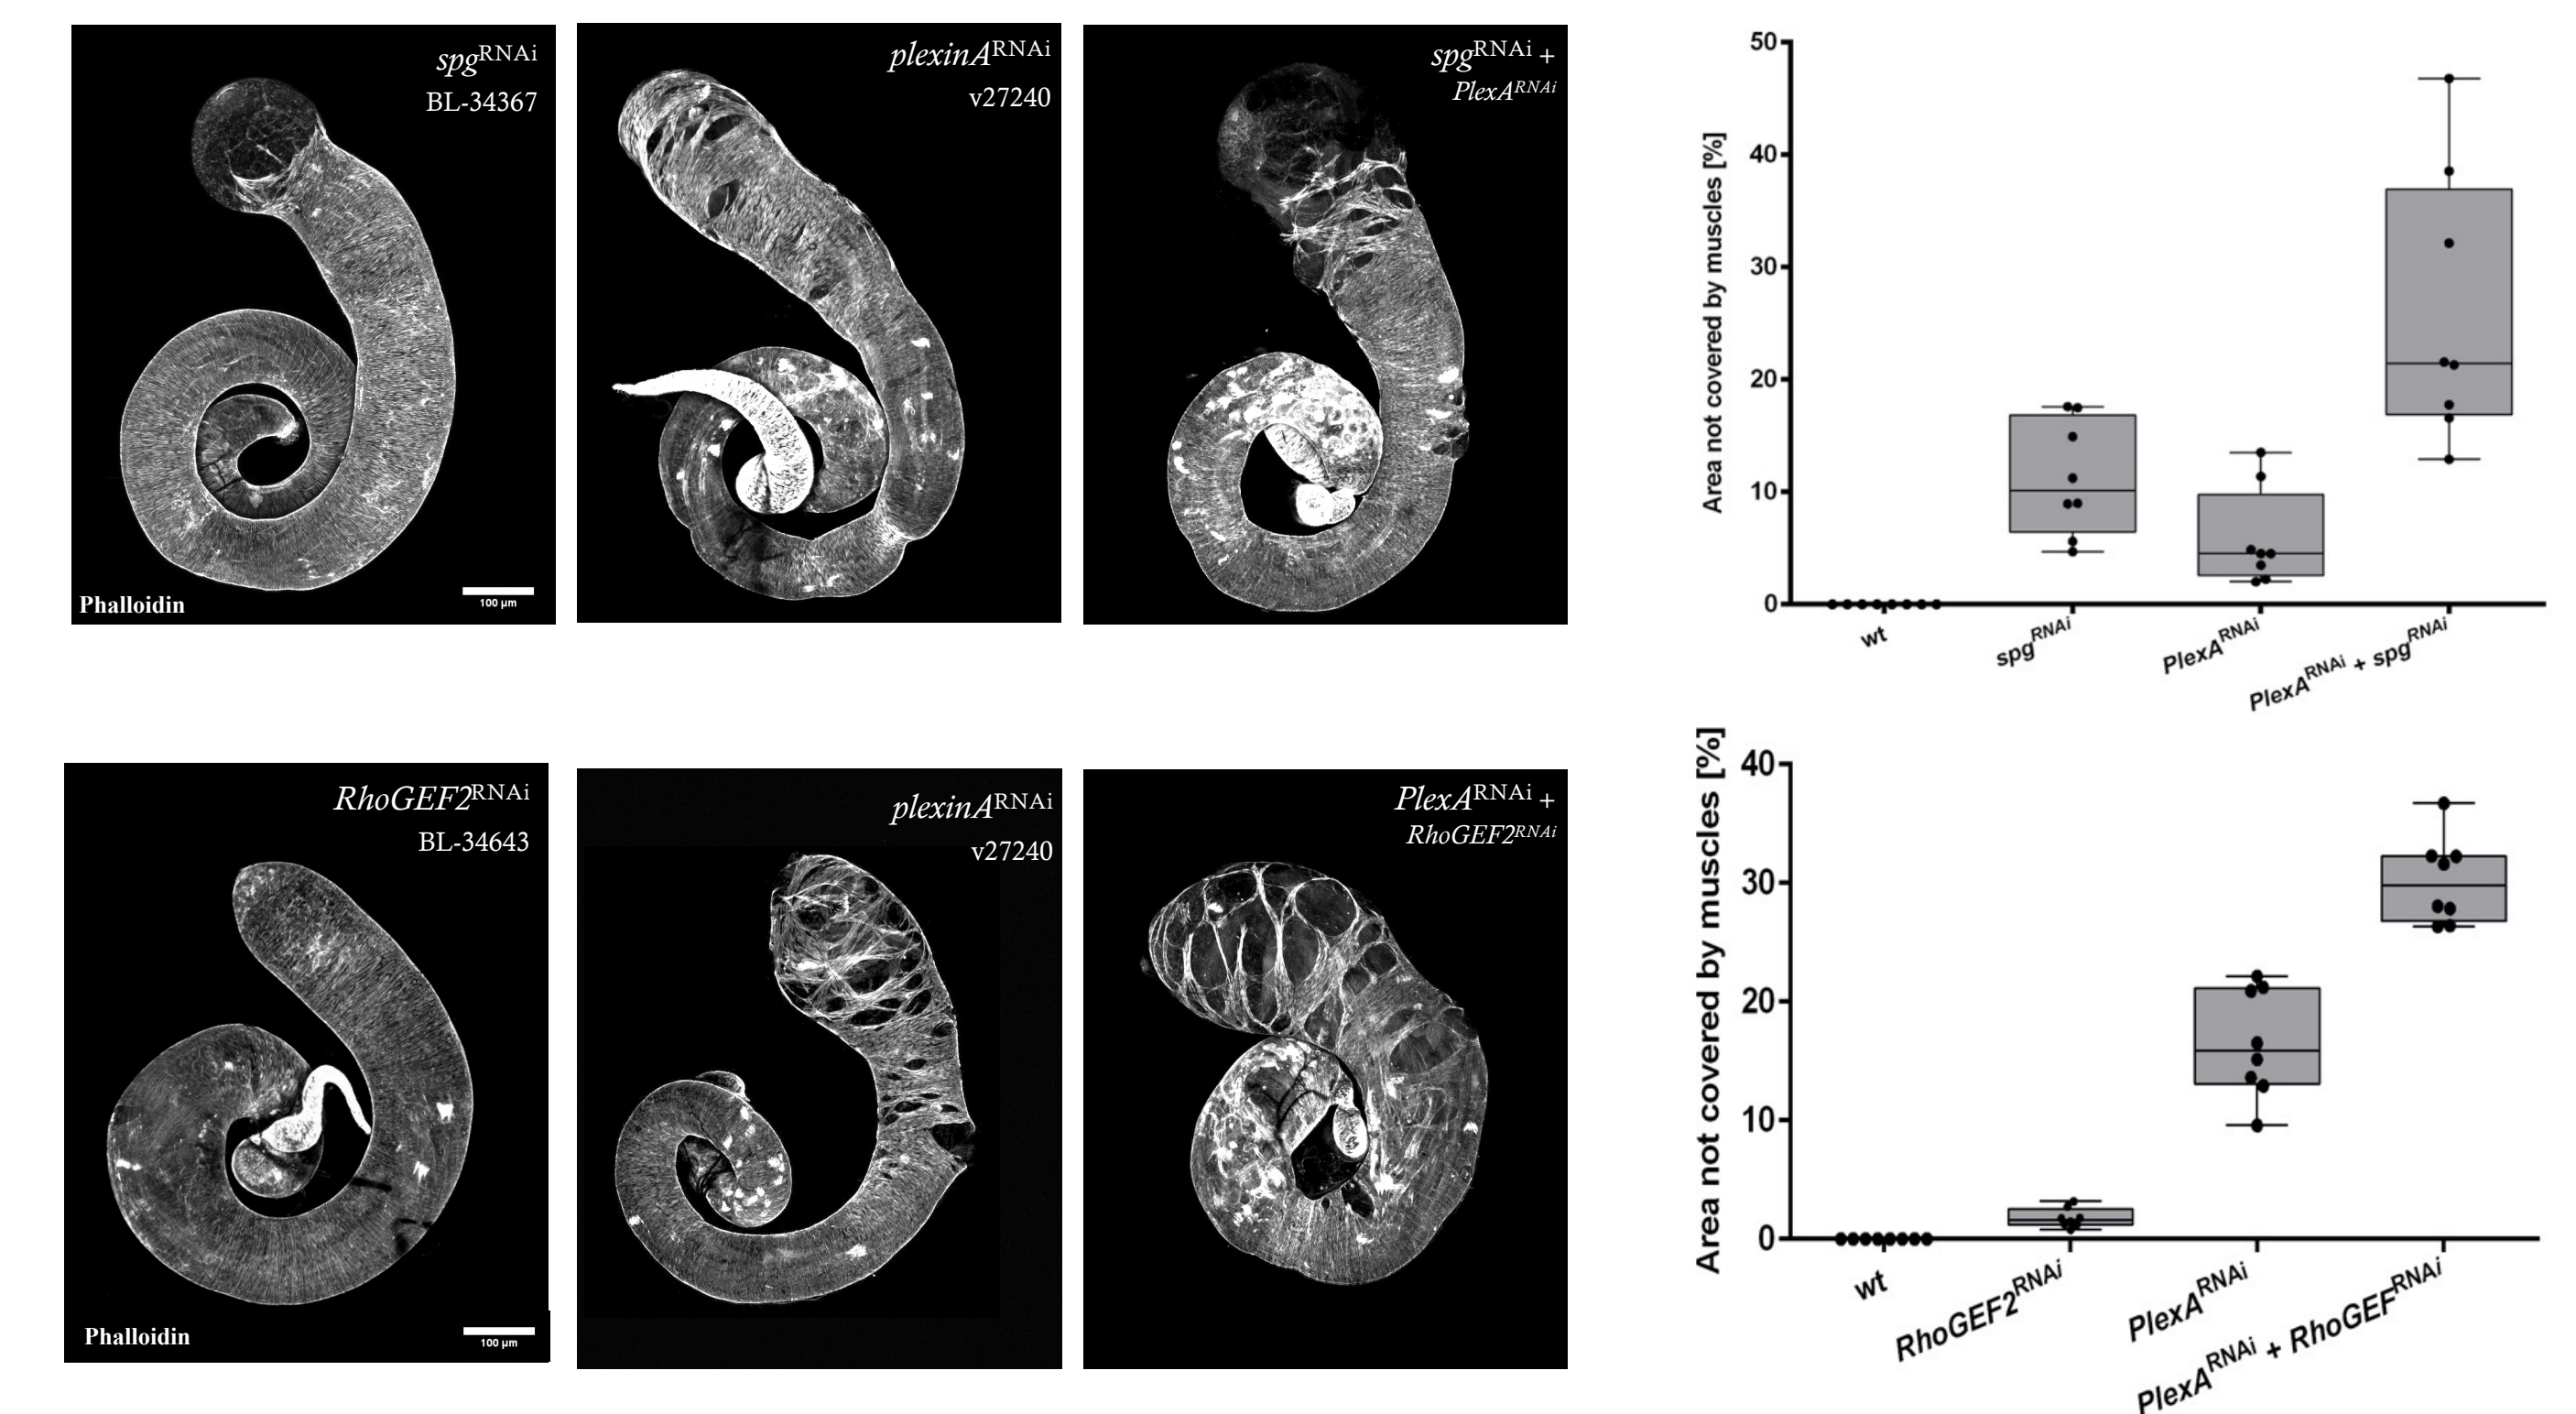 spgRNAi
BL-34367
Phalloidin
100 µm
plexinARNAi
v27240
spgRNAi +
PlexARNAi
Area not covered by muscles [%]
50
40
30
20
10
0
wt
spgRNAi
PlexARNAi
PlexARNAi + spgRNAi
RhoGEF2RNAi
BL-34643
Phalloidin
100 µm
plexinARNAi
v27240
PlexARNAi +
RhoGEF2RNAi
Area not covered by muscles [%]
40
30
20
10
0
wt
RhoGEF2RNAi
PlexARNAi
PlexARNAi + RhoGEFRNAi